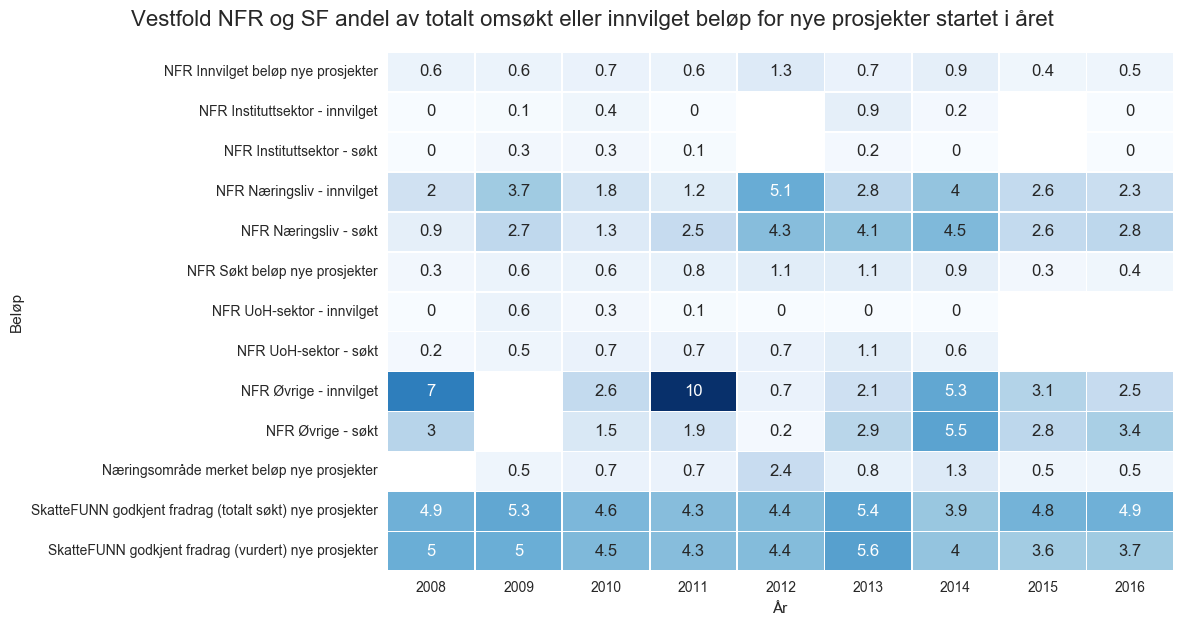 Vestfold NFR og SF andel av totalt omsøkt eller innvilget beløp for nye prosjekter startet i året
Beløp
NFR Innvilget beløp nye prosjekter 0.6 0.6 0.7 0.6 1.3 0.7 0.9 0.4 0.5
NFR Instituttsektor - innvilget 0 0.1 0.4 0 0.9 0.2 0
NFR Instituttsektor - søkt 0 0.3 0.3 0.1 0.2 0 0
NFR Næringsliv - innvilget 2 3.7 1.8 1.2 5.1 2.8 4 2.6 2.3
NFR Næringsliv - søkt 0.9 2.7 1.3 2.5 4.3 4.1 4.5 2.6 2.8
NFR Søkt beløp nye prosjekter 0.3 0.6 0.6 0.8 1.1 1.1 0.9 0.3 0.4
NFR UoH-sektor - innvilget 0 0.6 0.3 0.1 0 0 0
NFR UoH-sektor - søkt 0.2 0.5 0.7 0.7 0.7 1.1 0.6
NFR Øvrige - innvilget 7 2.6 10 0.7 2.1 5.3 3.1 2.5
NFR Øvrige - søkt 3 1.5 1.9 0.2 2.9 5.5 2.8 3.4
Næringsområde merket beløp nye prosjekter 0.5 0.7 0.7 2.4 0.8 1.3 0.5 0.5
SkatteFUNN godkjent fradrag (totalt søkt) nye prosjekter 4.9 5.3 4.6 4.3 4.4 5.4 3.9 4.8 4.9
SkatteFUNN godkjent fradrag (vurdert) nye prosjekter 5 5 4.5 4.3 4.4 5.6 4 3.6 3.7
2008 2009 2010 2011 2012 2013 2014 2015 2016
År